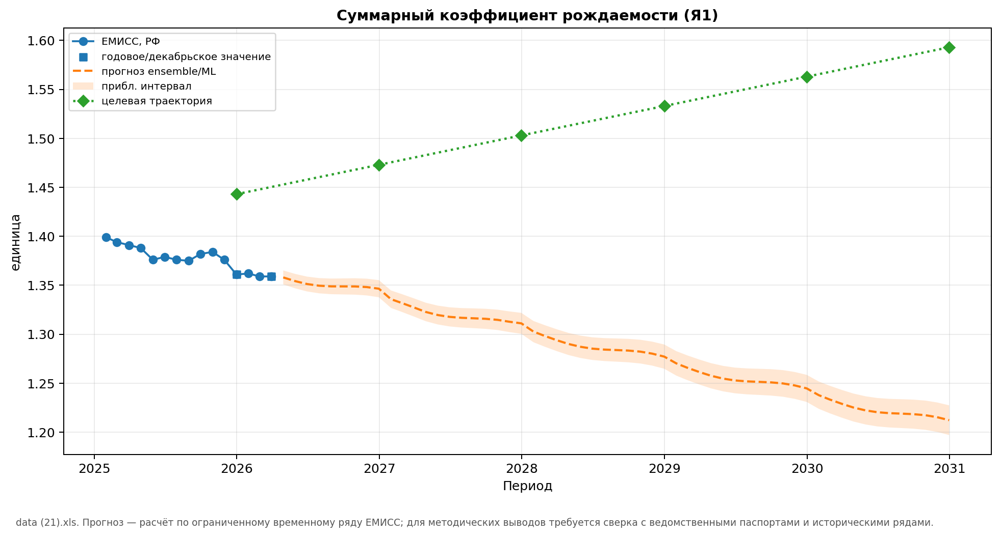 Суммарный коэффициент рождаемости (Я1)
ЕМИСС, РФ
годовое/декабрьское значение
прогноз ensemble/ML
прибл. интервал
целевая траектория
единица
1.60
1.55
1.50
1.45
1.40
1.35
1.30
1.25
1.20
2025 2026 2027 2028 2029 2030 2031
Период
data (21).xls. Прогноз — расчёт по ограниченному временному ряду ЕМИСС; для методических выводов требуется сверка с ведомственными паспортами и историческими рядами.